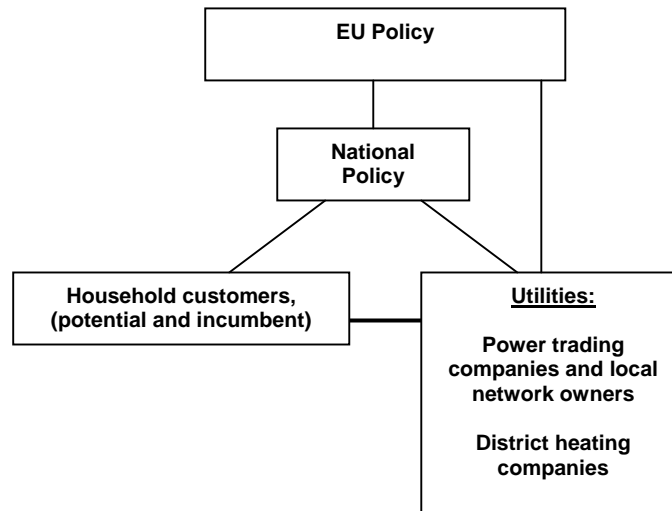 EU Policy
National
Policy
Household customers,
(potential and incumbent)
Utilities:
Power trading
companies and local
network owners
District heating
companies